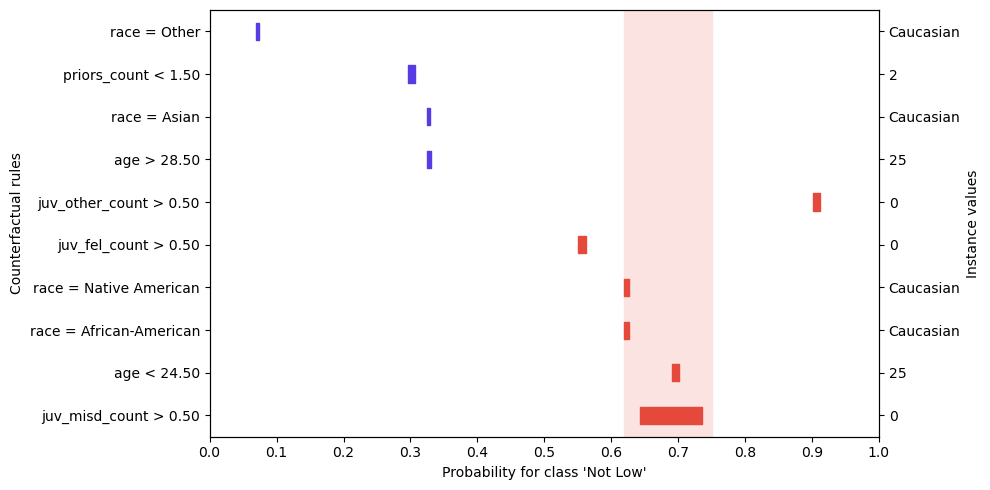 race = Other
Caucasian
priors_count < 1.50
2
race = Asian
Caucasian
age > 28.50
25
juv_other_count > 0.50
0
juv_fel_count > 0.50
0
race = Native American
Caucasian
race = African-American
Caucasian
age < 24.50
25
juv_misd_count > 0.50
0
Counterfactual rules
Instance values
0.0 0.1 0.2 0.3 0.4 0.5 0.6 0.7 0.8 0.9 1.0
Probability for class 'Not Low'